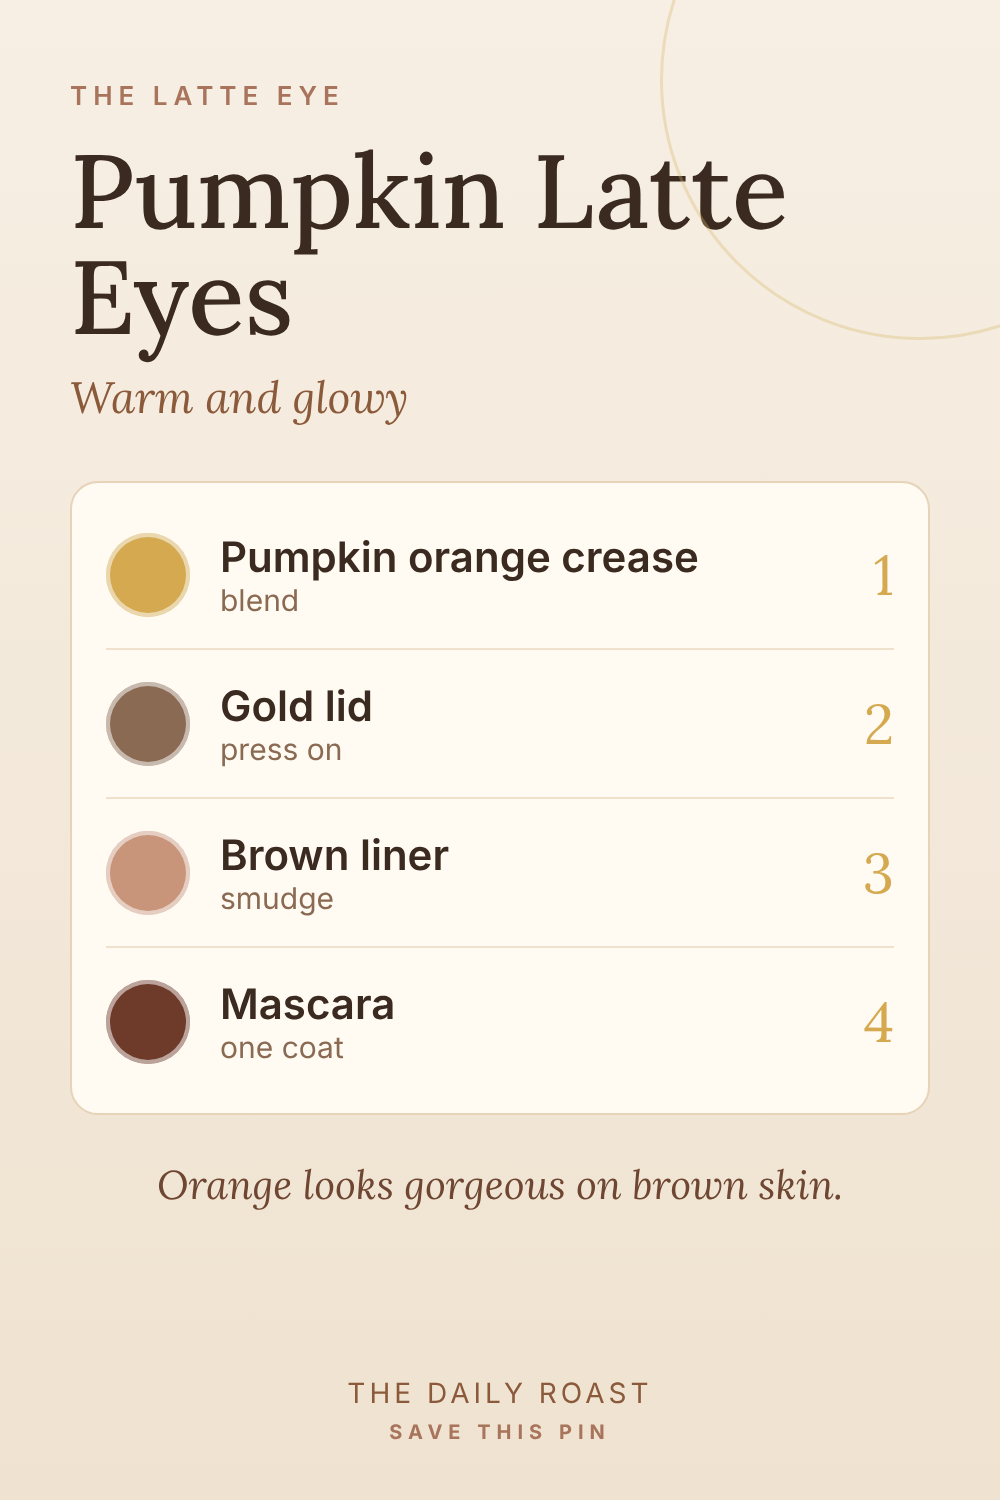 THE LATTE EYE
Pumpkin Latte
Eyes
Warm and glowy
Pumpkin orange crease
blend
1
Gold lid
press on
2
Brown liner
smudge
3
Mascara
one coat
4
Orange looks gorgeous on brown skin.
THE DAILY ROAST
SAVE THIS PIN